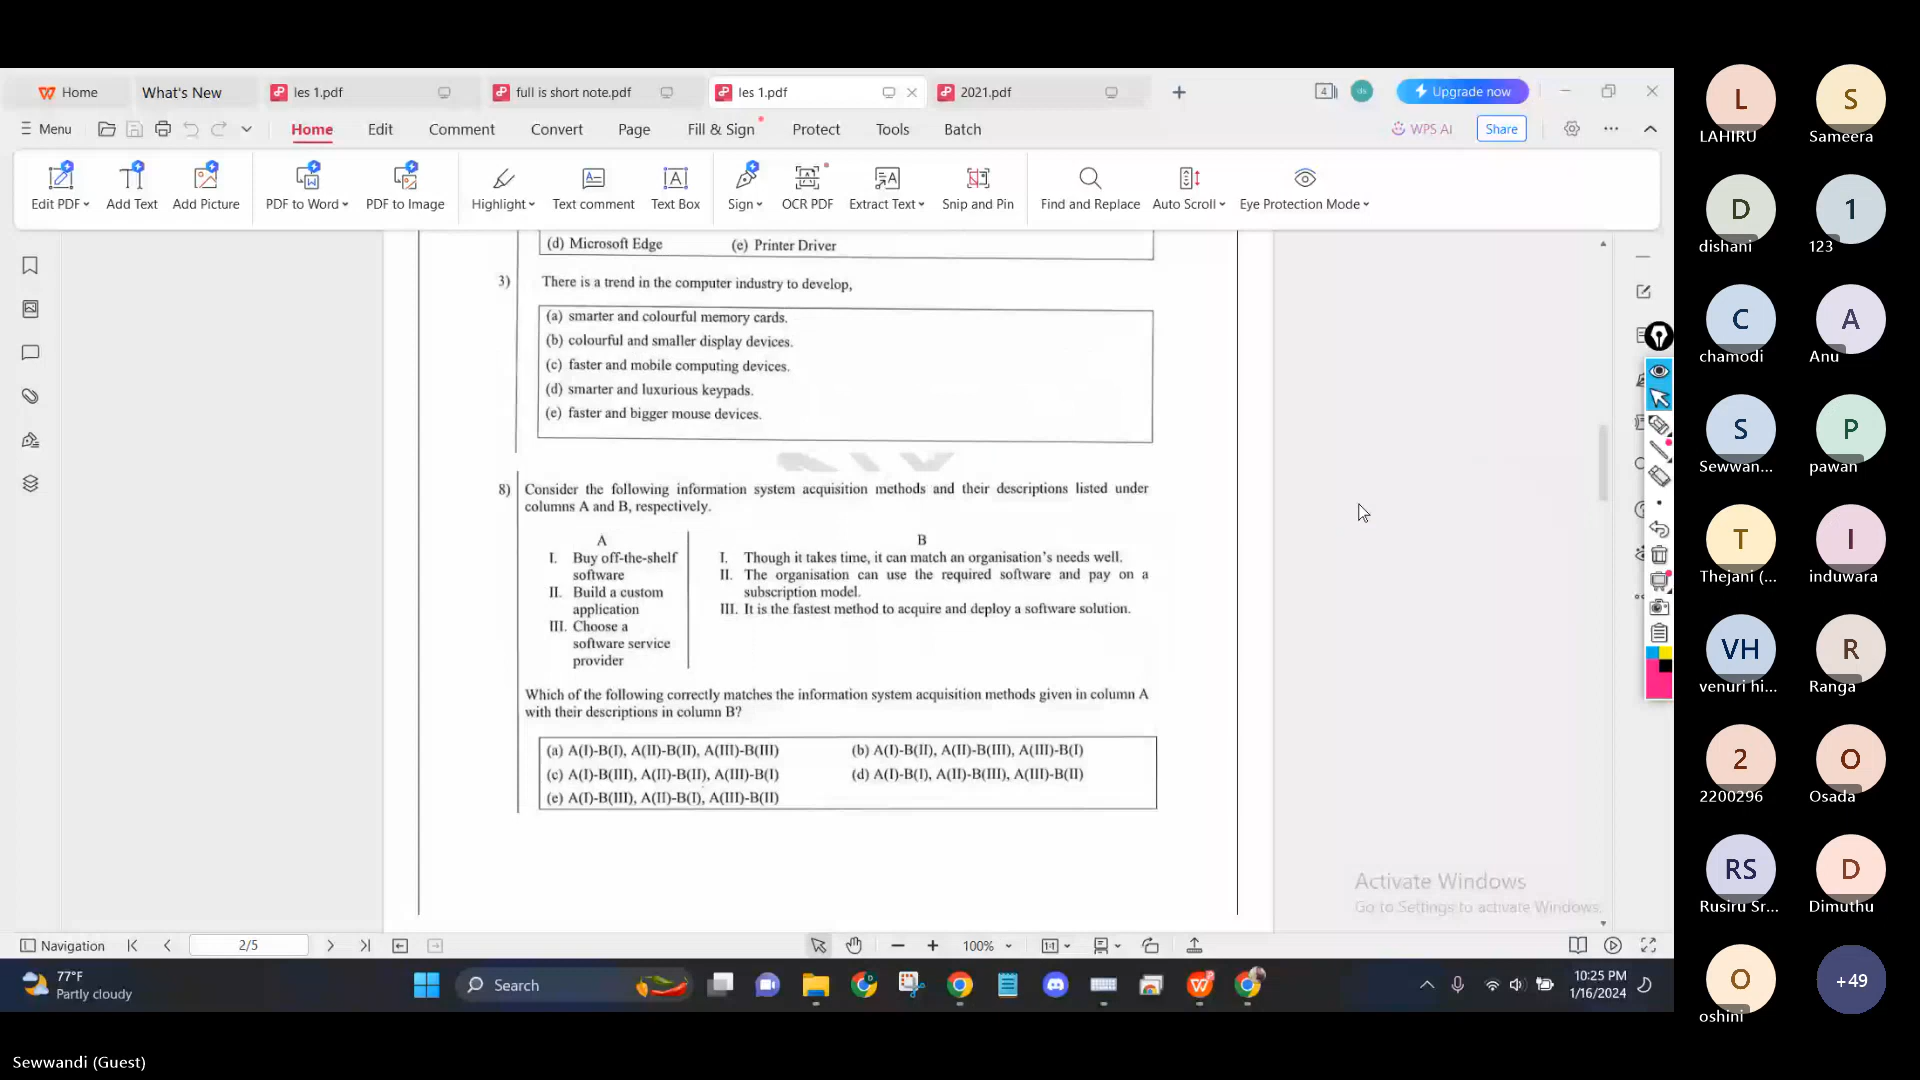 Home
What's New
les 1.pdf
full is short note.pdf
les 1.pdf
2021.pdf
4
Upgrade now
Menu
Home
Edit
Comment
Convert
Page
Fill & Sign
Protect
Tools
Batch
WPS AI
Share
Edit PDF
Add Text
Add Picture
PDF to Word
PDF to Image
Highlight
Text comment
Text Box
Sign
OCR PDF
Extract Text
Snip and Pin
Find and Replace
Auto Scroll
Eye Protection Mode
(d) Microsoft Edge (e) Printer Driver
3) There is a trend in the computer industry to develop,
(a) smarter and colourful memory cards.
(b) colourful and smaller display devices.
(c) faster and mobile computing devices.
(d) smarter and luxurious keypads.
(e) faster and bigger mouse devices.
8) Consider the following information system acquisition methods and their descriptions listed under
columns A and B, respectively.
A
I. Buy off-the-shelf
software
II. Build a custom
application
III. Choose a
software service
provider
B
I. Though it takes time, it can match an organisation's needs well.
II. The organisation can use the required software and pay on a
subscription model.
III. It is the fastest method to acquire and deploy a software solution.
Which of the following correctly matches the information system acquisition methods given in column A
with their descriptions in column B?
(a) A(I)-B(I), A(II)-B(II), A(III)-B(III) (b) A(I)-B(II), A(II)-B(III), A(III)-B(I)
(c) A(I)-B(III), A(II)-B(II), A(III)-B(I) (d) A(I)-B(I), A(II)-B(III), A(III)-B(II)
(e) A(I)-B(III), A(II)-B(I), A(III)-B(II)
Activate Windows
Go to Settings to activate Windows.
Navigation
2/5
100%
77°F
Partly cloudy
Search
10:25 PM
1/16/2024
L
LAHIRU
S
Sameera
D
dishani
1
123
C
chamodi
A
Anu
S
Sewwan...
P
pawan
T
Thejani (...
I
induwara
VH
venuri hi...
R
Ranga
2
2200296
O
Osada
RS
Rusiru Sr...
D
Dimuthu
O
oshini
+49
Sewwandi (Guest)